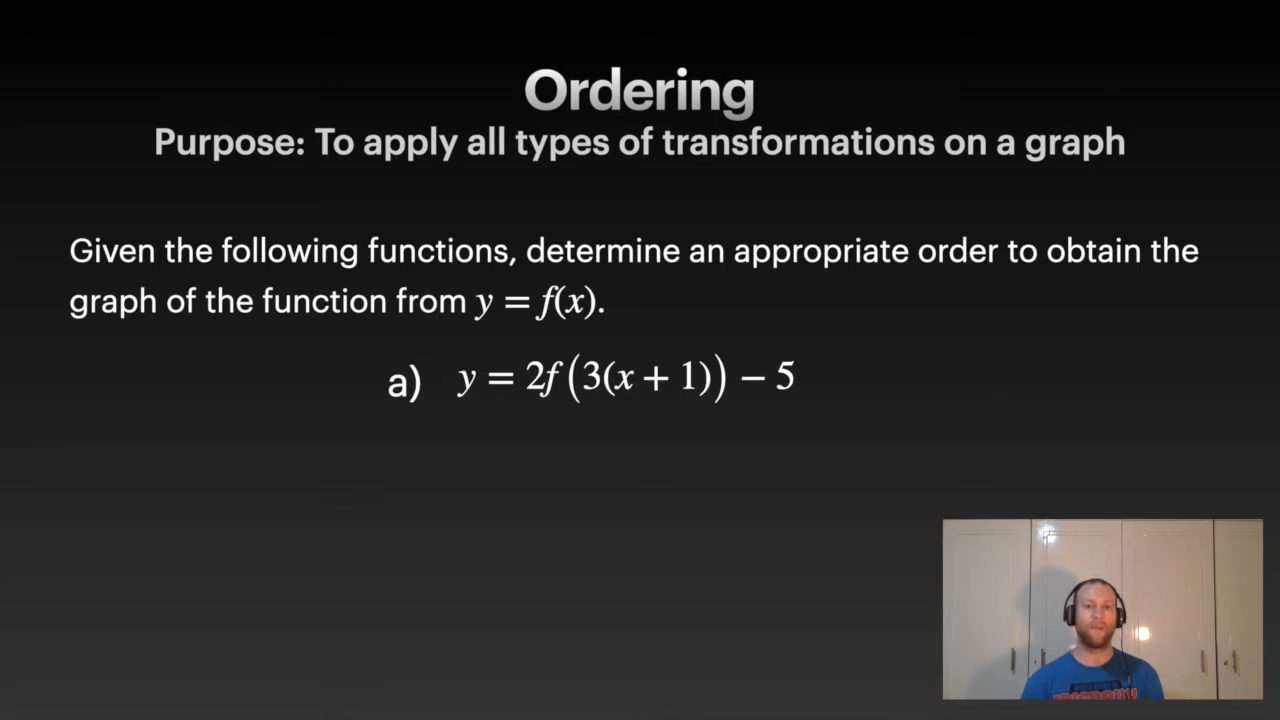 Ordering
Purpose: To apply all types of transformations on a graph
Given the following functions, determine an appropriate order to obtain the
graph of the function from y = f(x).
a) y = 2f(3(x + 1)) − 5